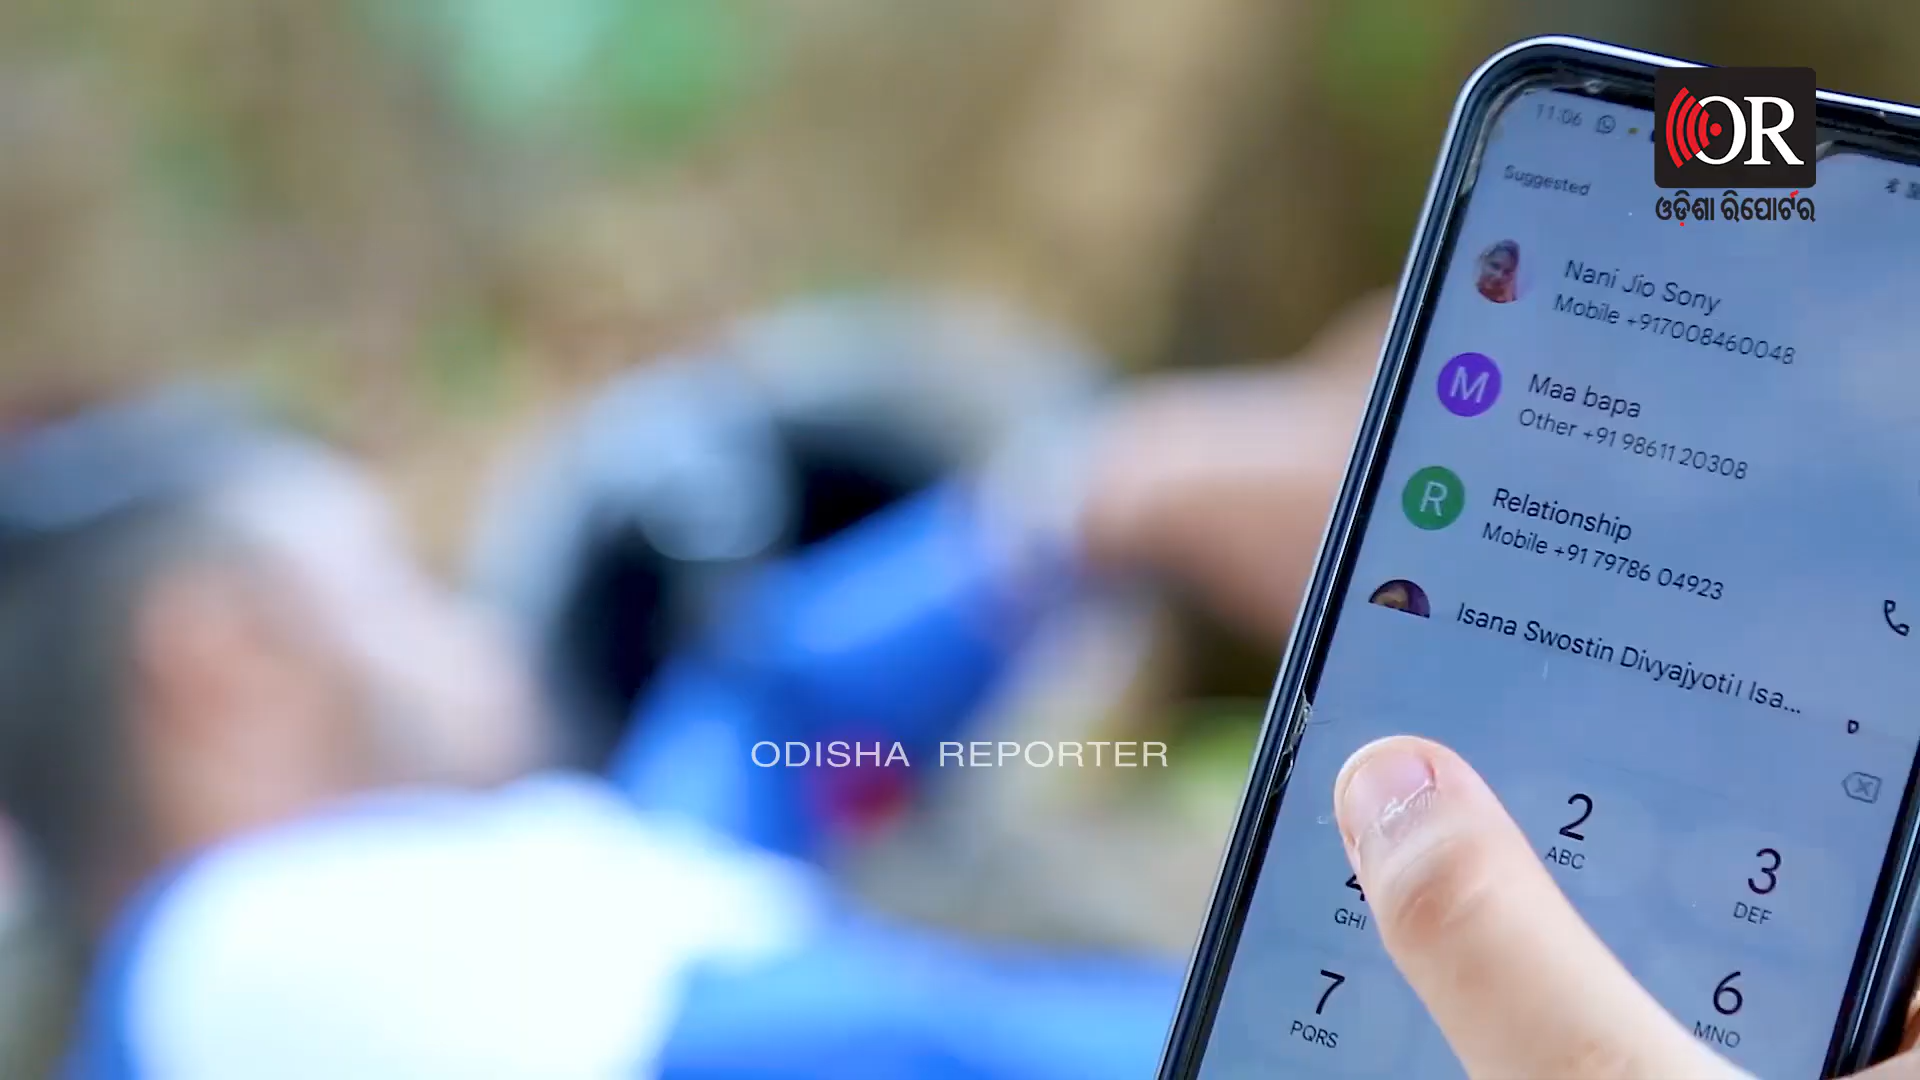 11:06
OR
ଓଡ଼ିଶା ରିପୋର୍ଟର
Suggested
Nani Jio Sony
Mobile +917008460048
M
Maa bapa
Other +91 98611 20308
R
Relationship
Mobile +91 79786 04923
Isana Swostin Divyajyoti I Isa...
ODISHA REPORTER
2
ABC
3
DEF
4
GHI
6
MNO
7
PQRS